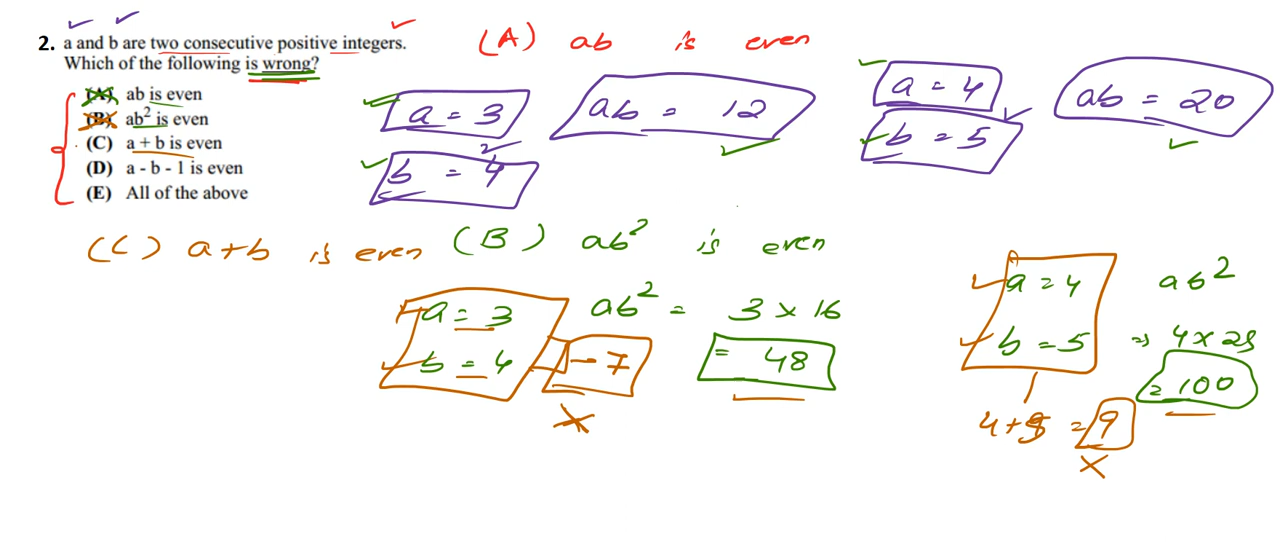 2. a and b are two consecutive positive integers.
Which of the following is wrong?
(A) ab is even
(B) ab² is even
(C) a + b is even
(D) a - b - 1 is even
(E) All of the above
(A) ab is even
a = 3
b = 4
ab = 12
a = 4
b = 5
ab = 20
(B) ab² is even
a = 3
b = 4
ab² = 3 × 16
= 48
a = 4
b = 5
ab²
⇒ 4 × 25
= 100
(C) a+b is even
- 7
×
4+5 = 9
×